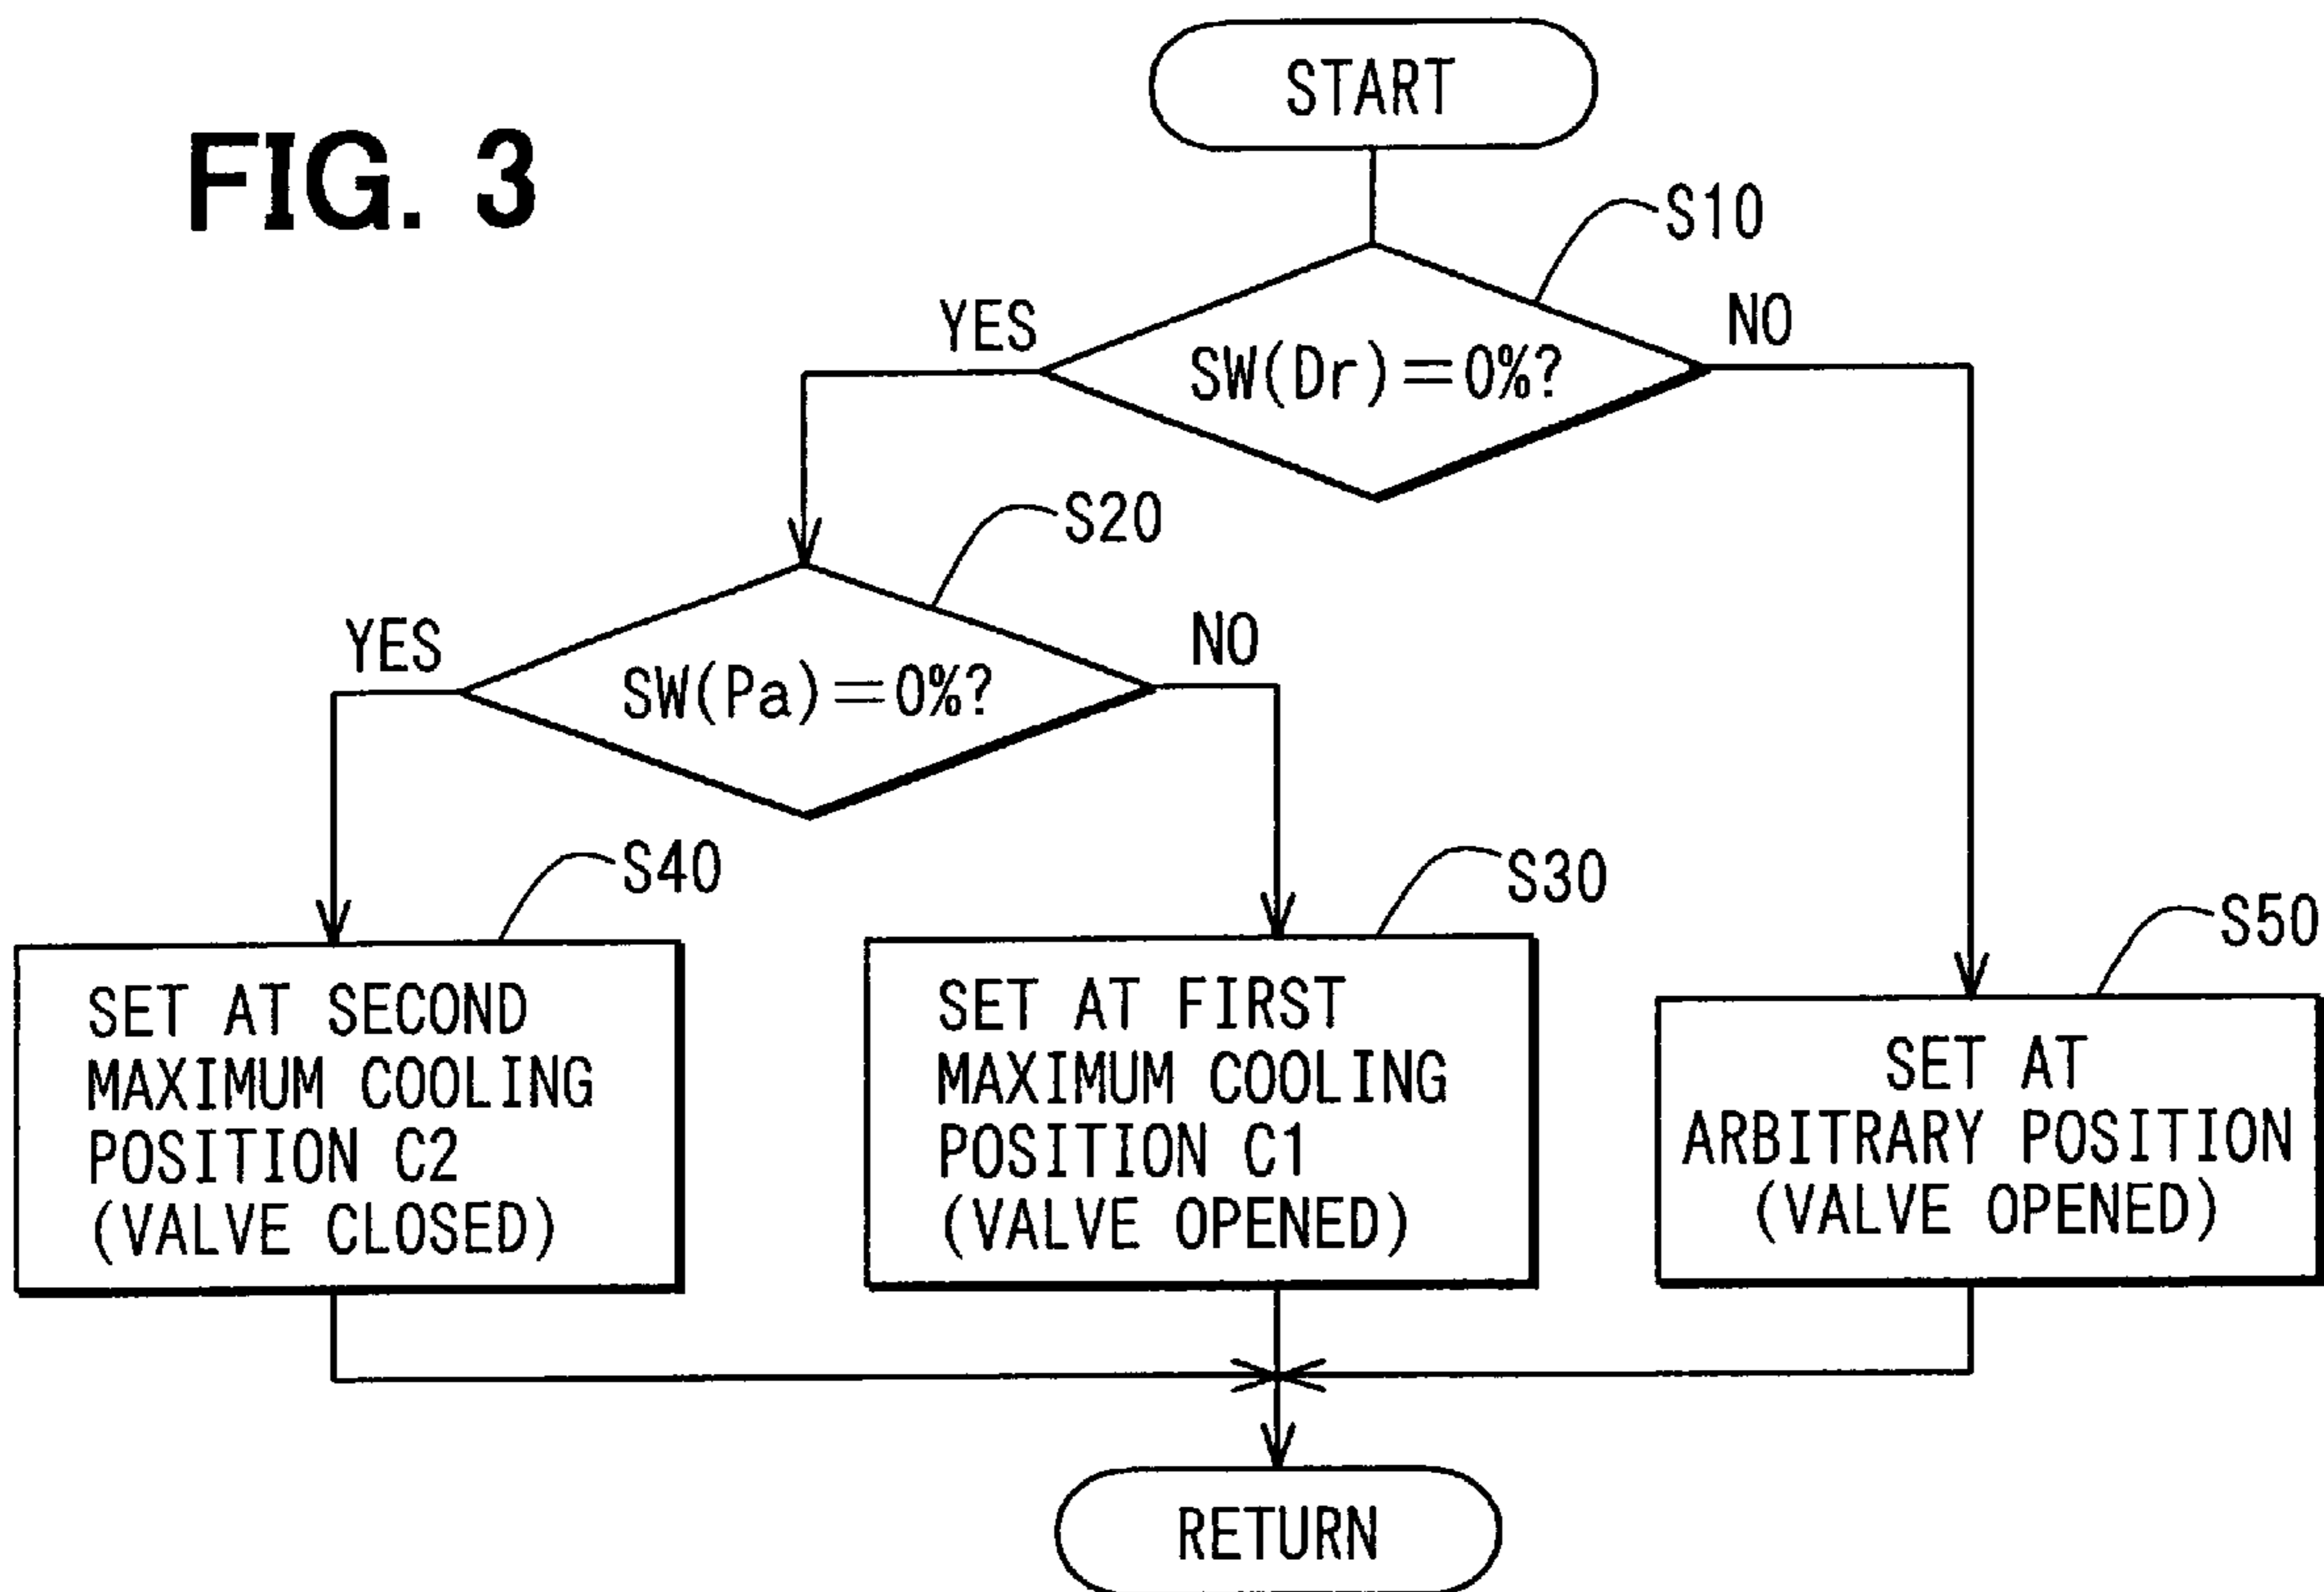 FIG. 3
START
S10
YES
NO
SW(Dr)=0%?
S20
YES
NO
SW(Pa)=0%?
S40
SET AT SECOND
MAXIMUM COOLING
POSITION C2
(VALVE CLOSED)
S30
SET AT FIRST
MAXIMUM COOLING
POSITION C1
(VALVE OPENED)
S50
SET AT
ARBITRARY POSITION
(VALVE OPENED)
RETURN